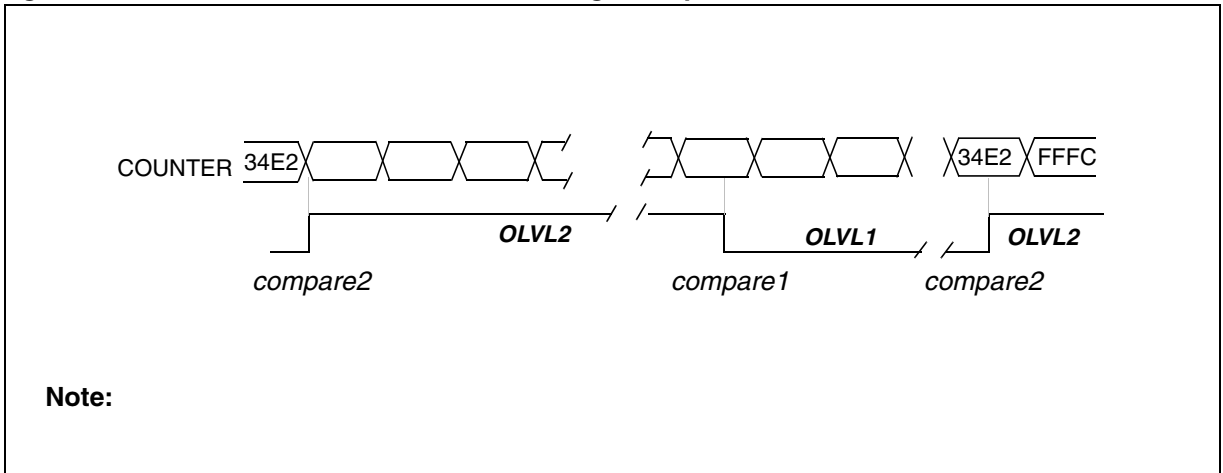 COUNTER 34E2 34E2 FFFC
OLVL2 OLVL1 OLVL2
compare2 compare1 compare2
Note: